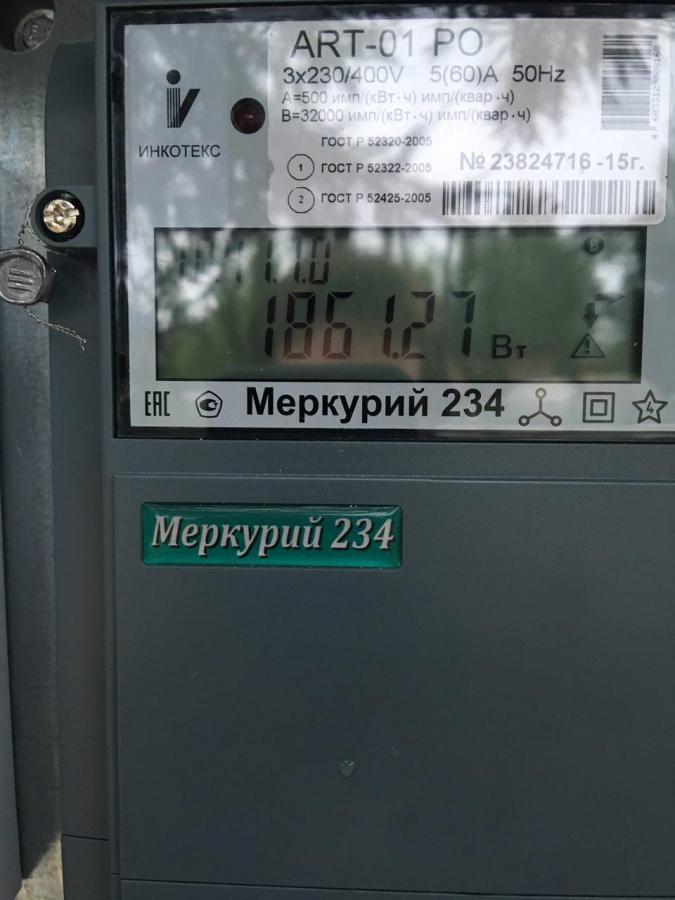 ART-01 PO
3x230/400V 5(60)A 50Hz
A=500 имп/(кВт·ч) имп/(квар·ч)
B=32000 имп/(кВт·ч) имп/(квар·ч)
ИНКОТЕКС
ГОСТ Р 52320-2005
1 ГОСТ Р 52322-2005
2 ГОСТ Р 52425-2005
№ 23824716 -15г.
1861.27 Вт
ЕАС Меркурий 234 4
Меркурий 234